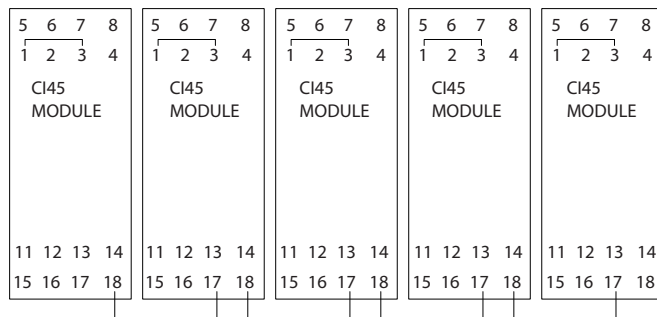 5 6 7 8 5 6 7 8 5 6 7 8 5 6 7 8 5 6 7 8
1 2 3 4 1 2 3 4 1 2 3 4 1 2 3 4 1 2 3 4
CI45 CI45 CI45 CI45 CI45
MODULE MODULE MODULE MODULE MODULE
11 12 13 14 11 12 13 14 11 12 13 14 11 12 13 14 11 12 13 14
15 16 17 18 15 16 17 18 15 16 17 18 15 16 17 18 15 16 17 18